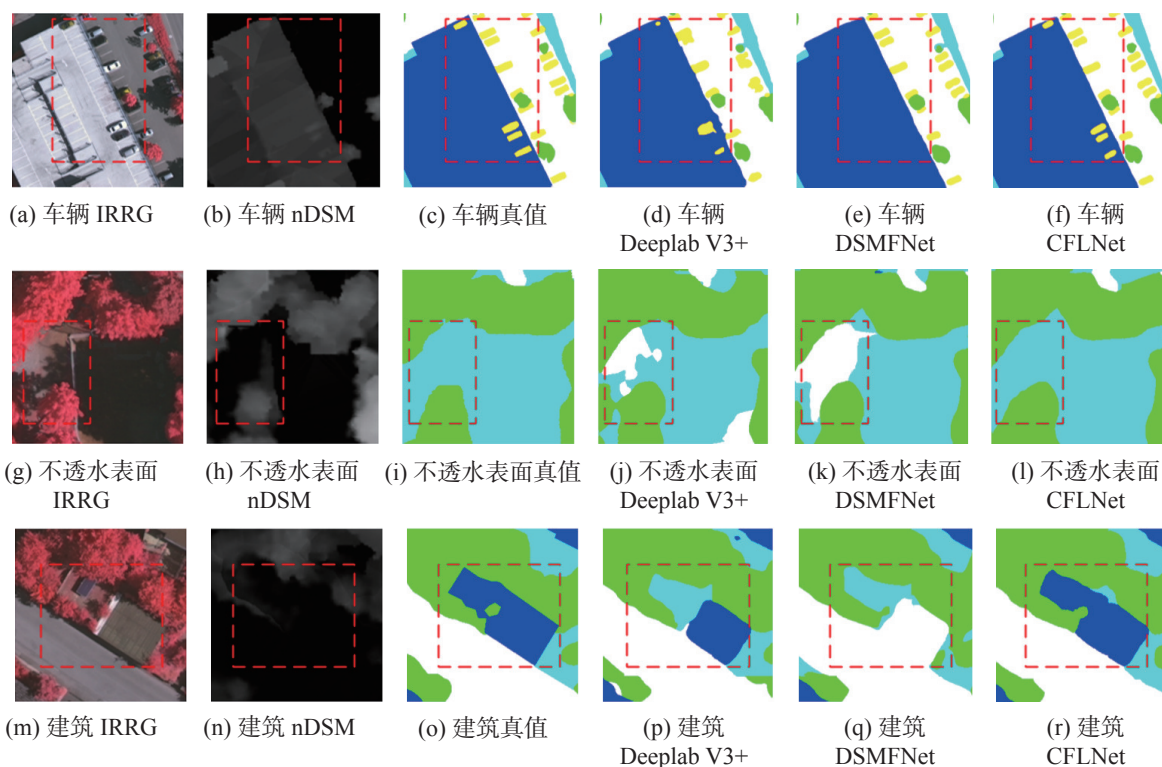 (a) 车辆 IRRG
(b) 车辆 nDSM
(c) 车辆真值
(d) 车辆
Deeplab V3+
(e) 车辆
DSMFNet
(f) 车辆
CFLNet
(g) 不透水表面
IRRG
(h) 不透水表面
nDSM
(i) 不透水表面真值
(j) 不透水表面
Deeplab V3+
(k) 不透水表面
DSMFNet
(l) 不透水表面
CFLNet
(m) 建筑 IRRG
(n) 建筑 nDSM
(o) 建筑真值
(p) 建筑
Deeplab V3+
(q) 建筑
DSMFNet
(r) 建筑
CFLNet